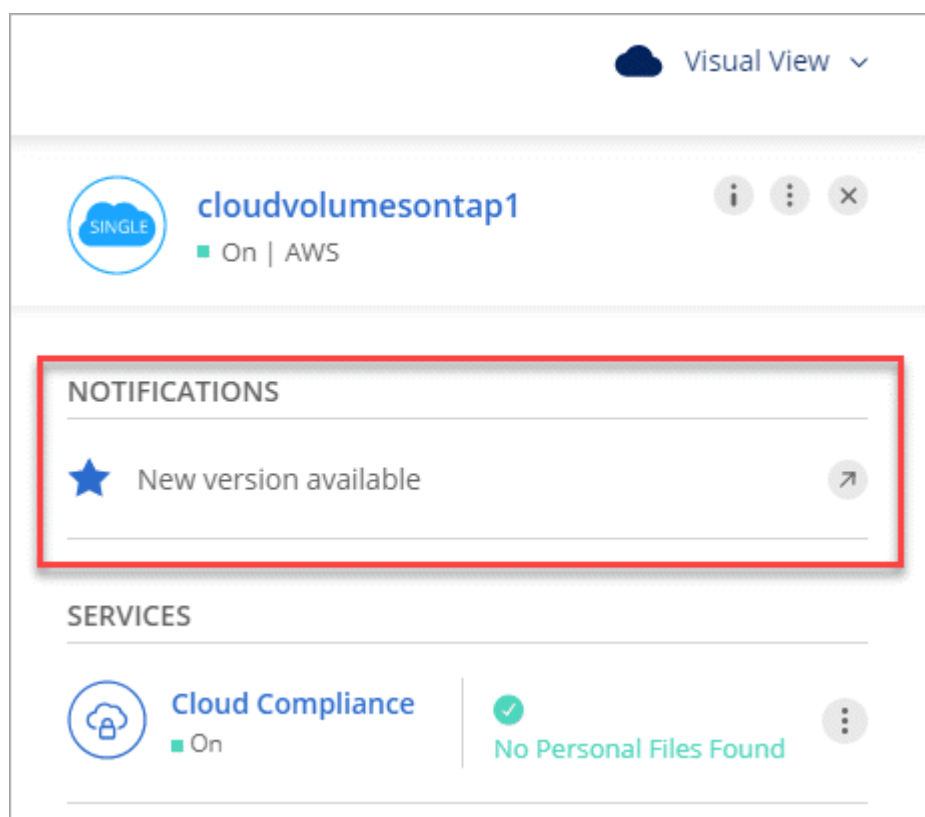 Visual View
SINGLE
cloudvolumesontap1
On | AWS
NOTIFICATIONS
New version available
SERVICES
Cloud Compliance
On
No Personal Files Found